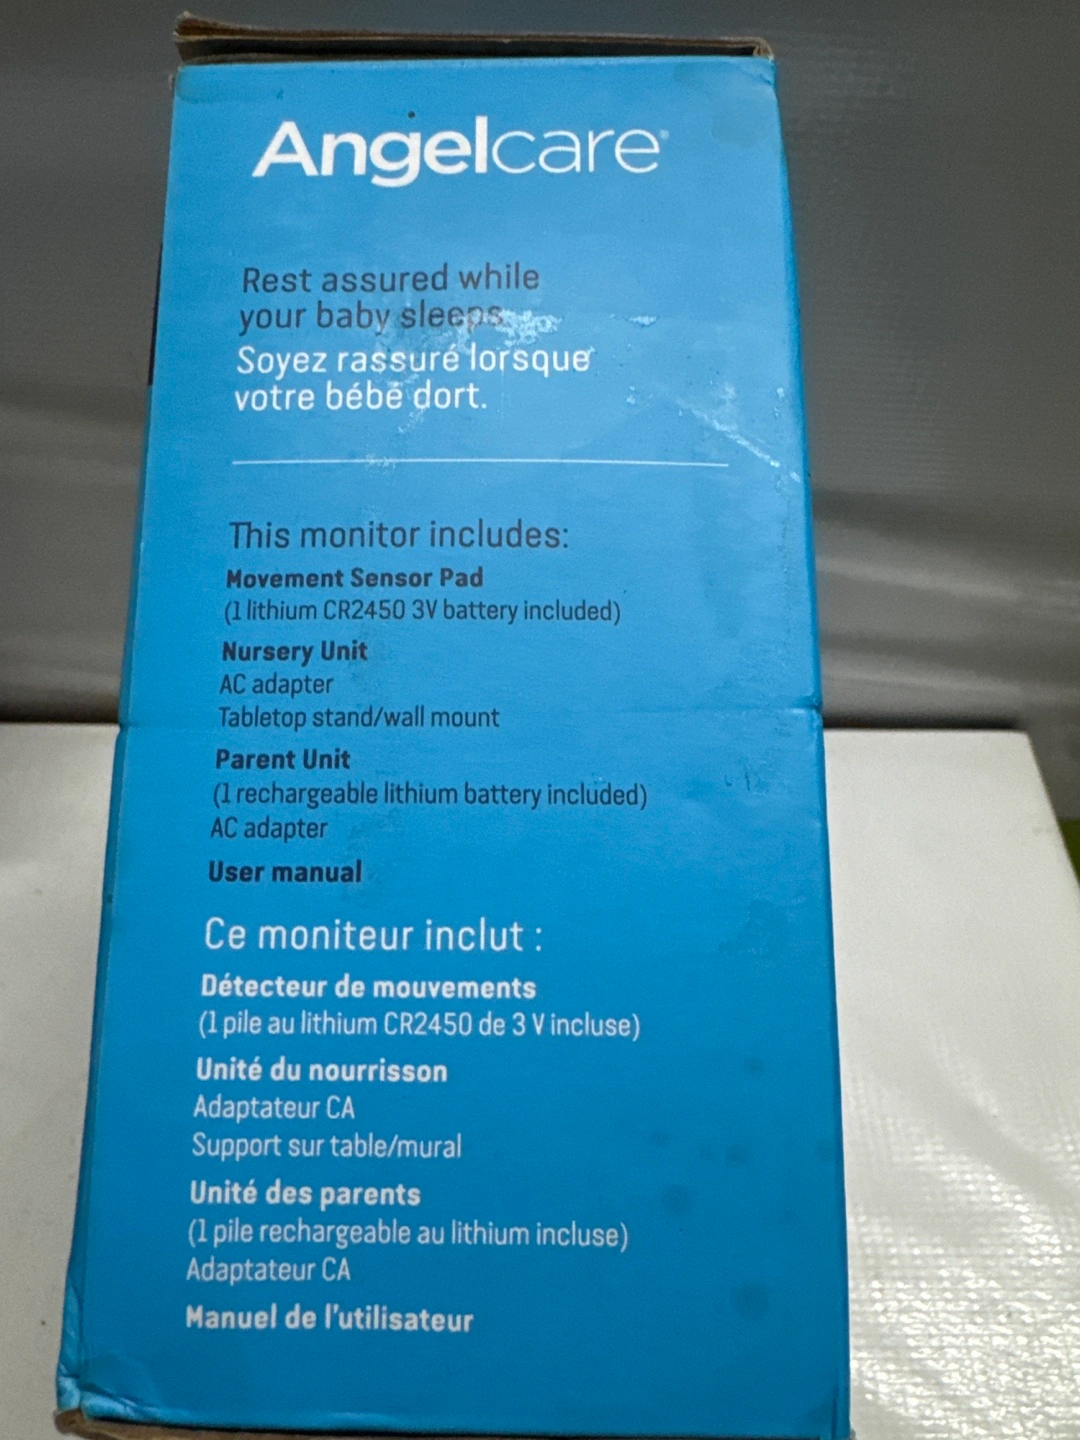 Angelcare®
Rest assured while
your baby sleeps.
Soyez rassuré lorsque
votre bébé dort.
This monitor includes:
Movement Sensor Pad
(1 lithium CR2450 3V battery included)
Nursery Unit
AC adapter
Tabletop stand/wall mount
Parent Unit
(1 rechargeable lithium battery included)
AC adapter
User manual
Ce moniteur inclut :
Détecteur de mouvements
(1 pile au lithium CR2450 de 3 V incluse)
Unité du nourrisson
Adaptateur CA
Support sur table/mural
Unité des parents
(1 pile rechargeable au lithium incluse)
Adaptateur CA
Manuel de l'utilisateur